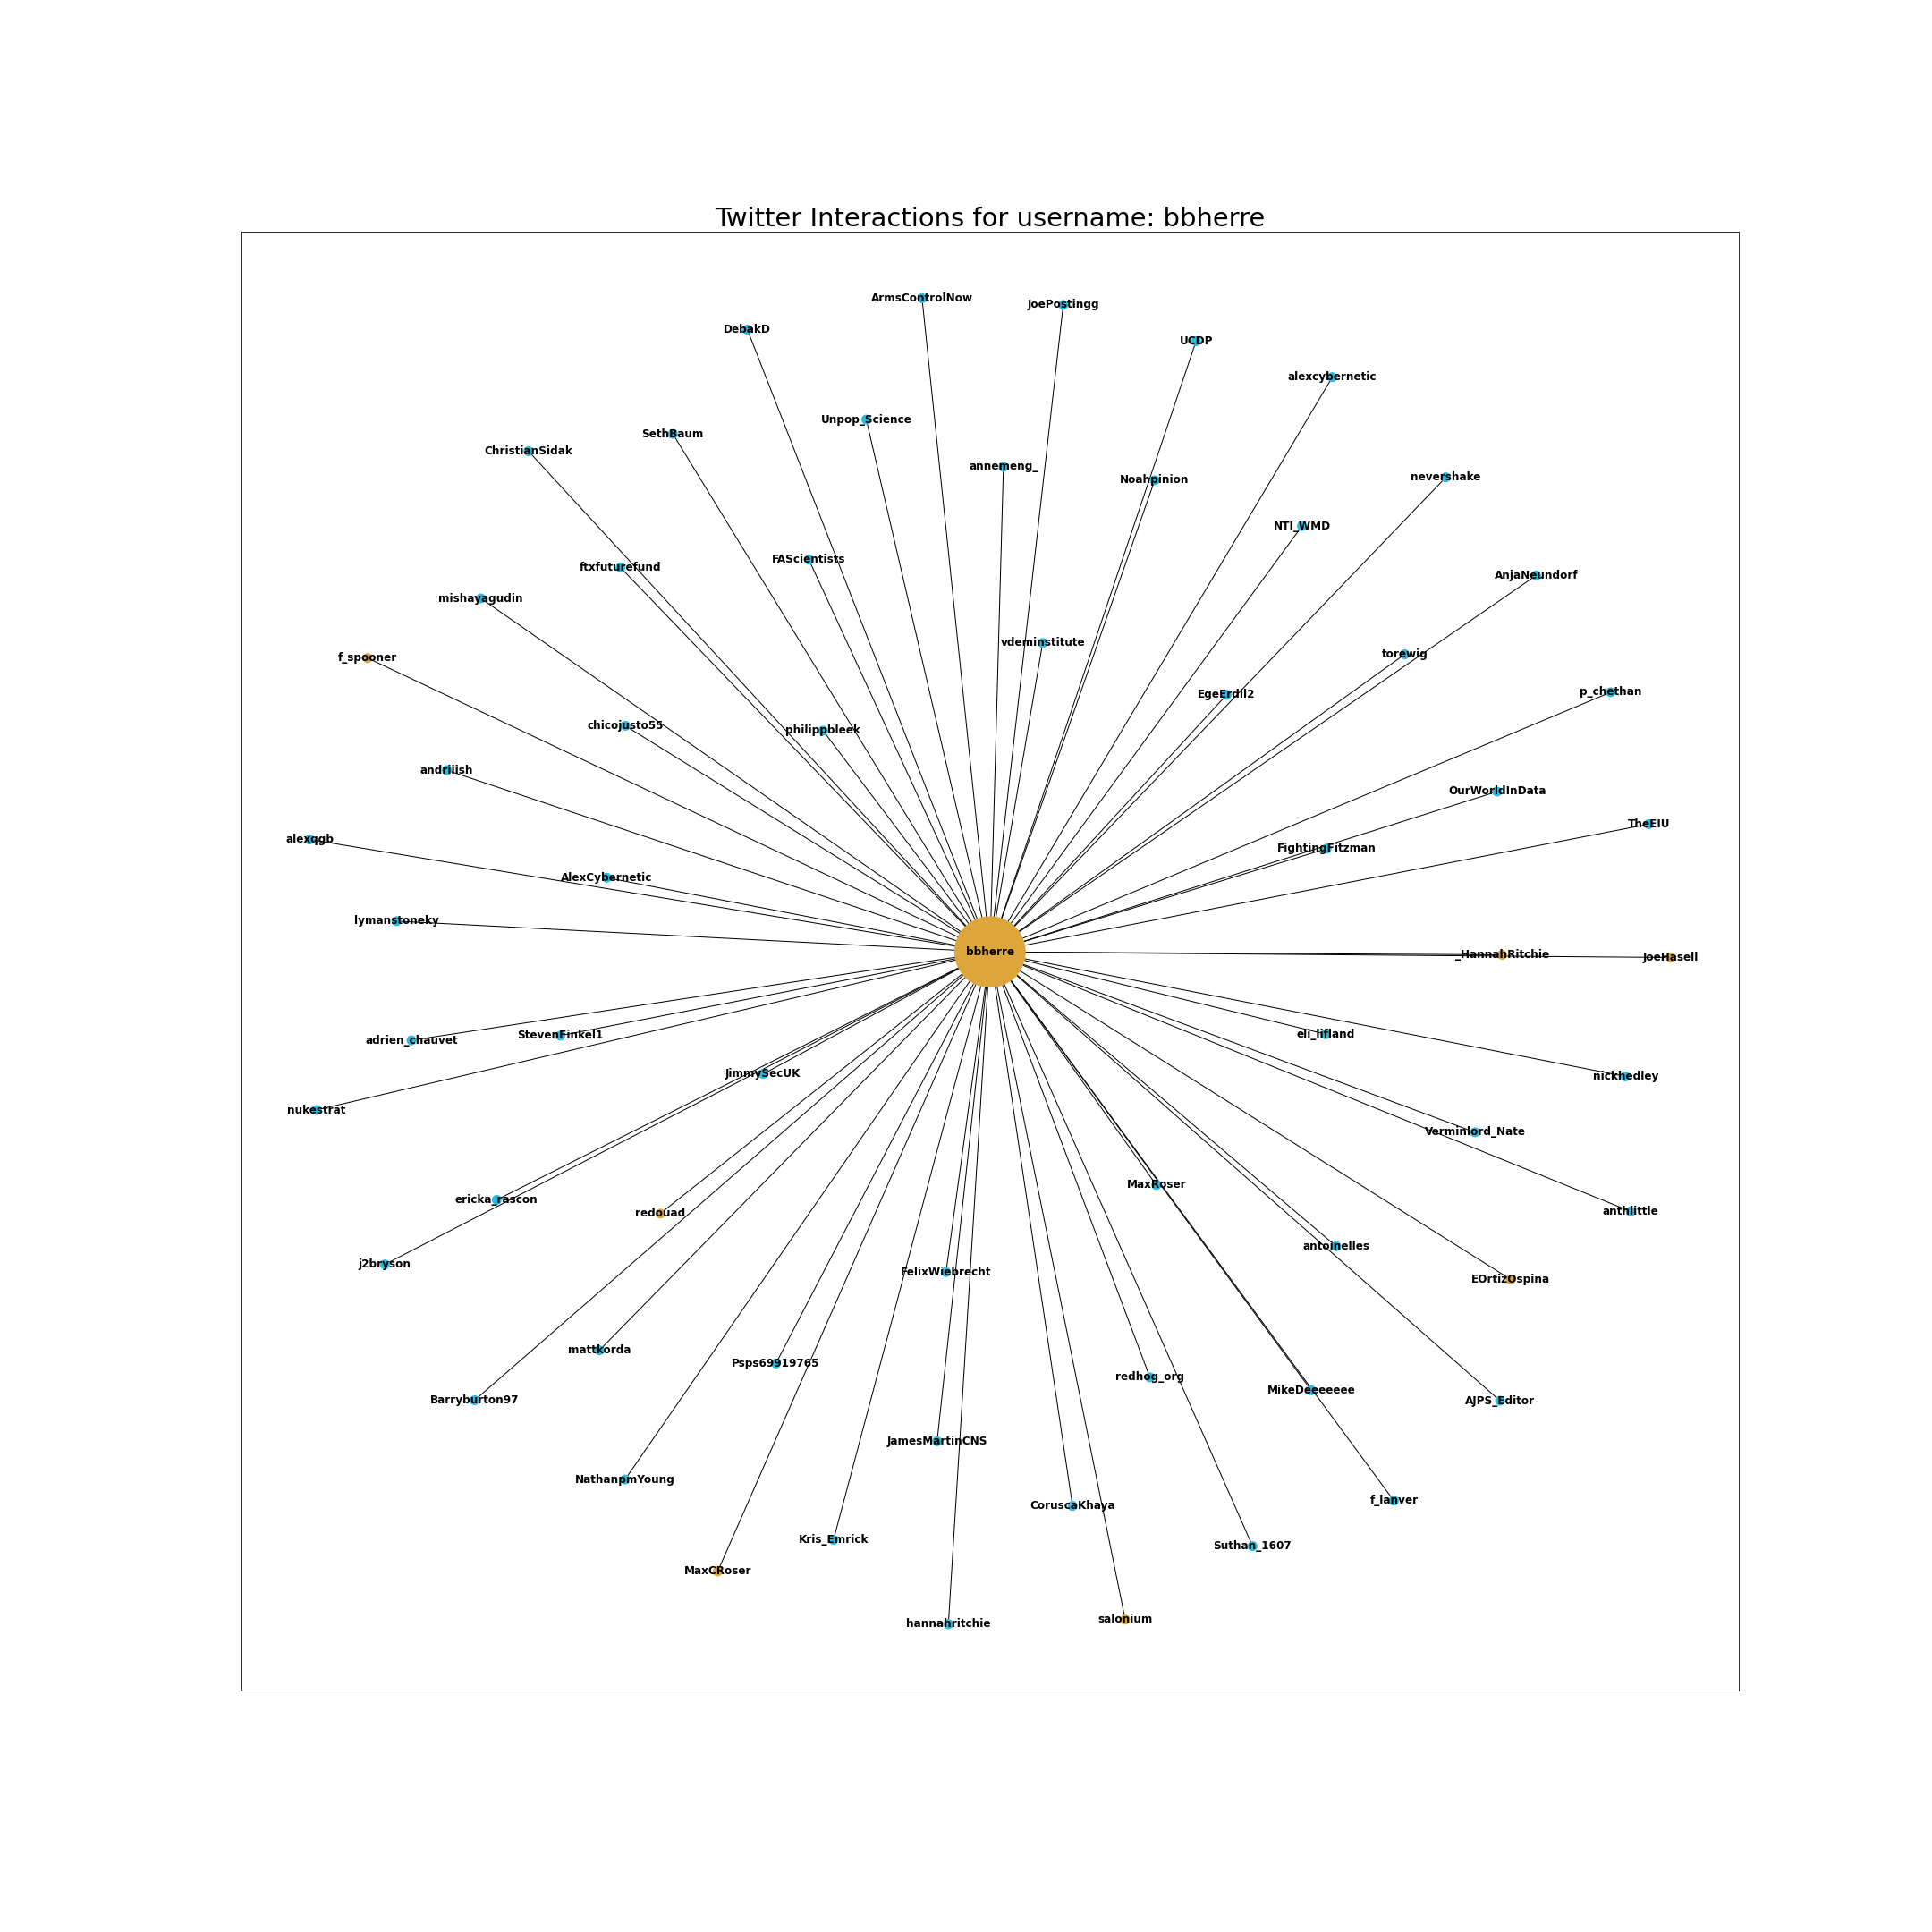 Twitter Interactions for username: bbherre
ArmsControlNow
JoePostingg
DebakD
UCDP
alexcybernetic
Unpop_Science
SethBaum
ChristianSidak
annemeng_
Noahpinion
nevershake
NTI_WMD
FAScientists
ftxfuturefund
AnjaNeundorf
mishayagudin
vdeminstitute
torewig
f_spooner
p_chethan
EgeErdil2
chicojusto55
philippbleek
andriiish
OurWorldInData
TheEIU
alexqgb
FightingFitzman
AlexCybernetic
lymanstoneky
bbherre
_HannahRitchie
JoeHasell
eli_lifland
StevenFinkel1
adrien_chauvet
JimmySecUK
nickhedley
nukestrat
Verminlord_Nate
MaxRoser
ericka_rascon
anthlittle
redouad
antoinelles
j2bryson
FelixWiebrecht
EOrtizOspina
mattkorda
Psps69919765
redhog_org
MikeDeeeeeee
Barryburton97
AJPS_Editor
JamesMartinCNS
NathanpmYoung
f_lanver
CoruscaKhaya
Kris_Emrick
Suthan_1607
MaxCRoser
salonium
hannahritchie